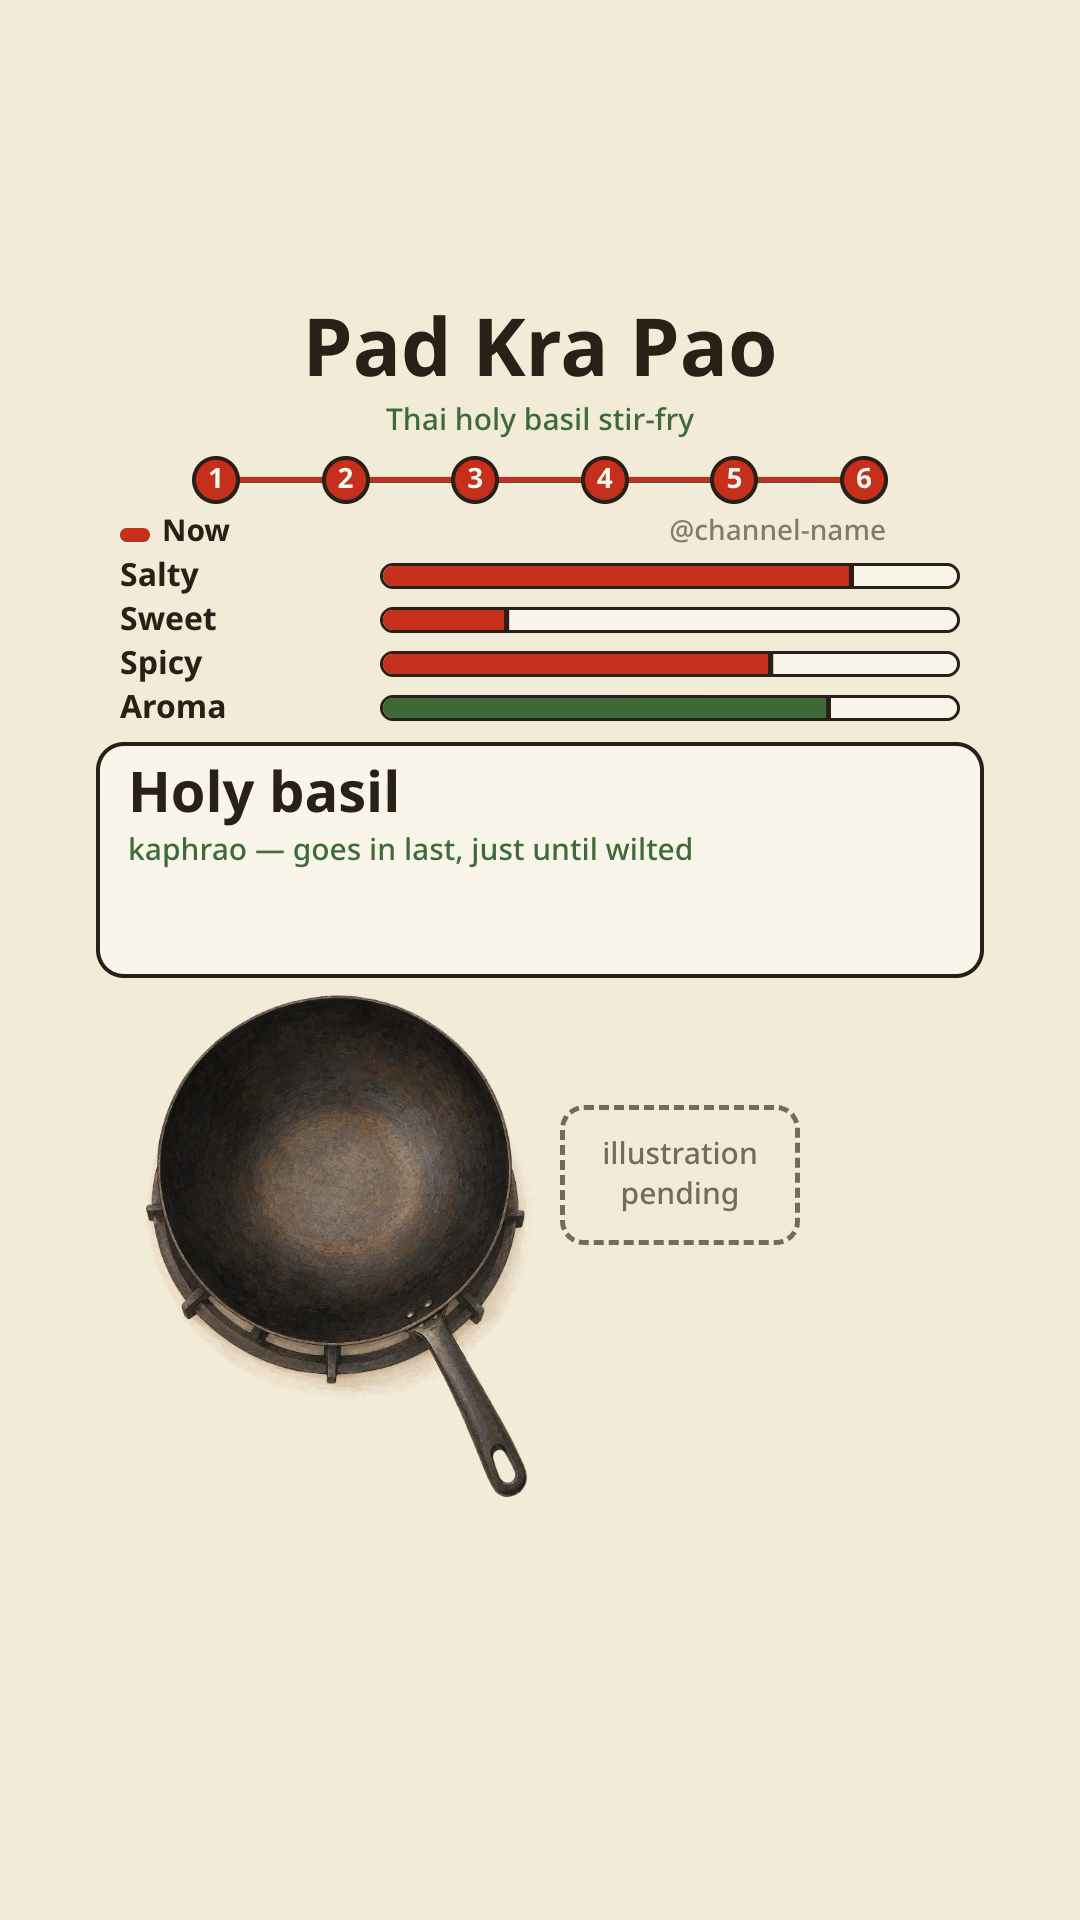 Pad Kra Pao
Thai holy basil stir-fry
1 2 3 4 5 6
Now @channel-name
Salty
Sweet
Spicy
Aroma
Holy basil
kaphrao — goes in last, just until wilted
illustration
pending